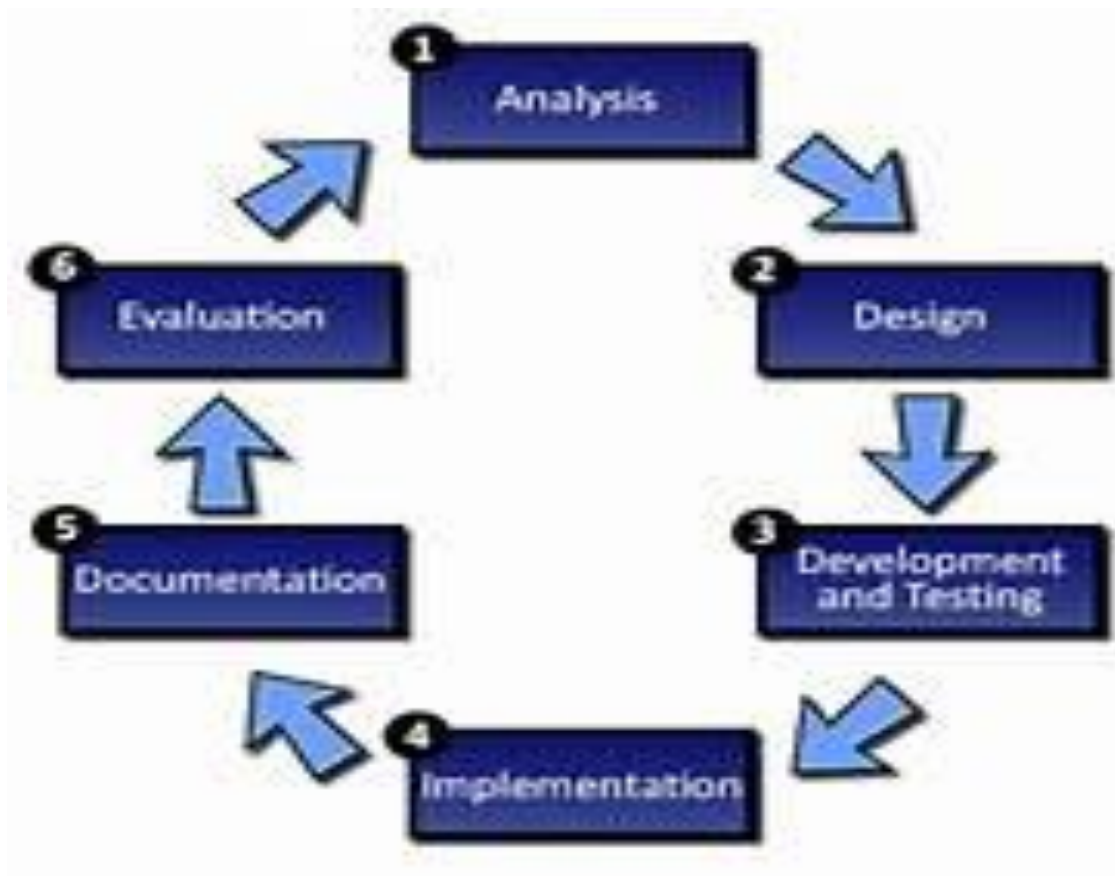 1
Analysis
2
Design
3
Development
and Testing
4
Implementation
5
Documentation
6
Evaluation